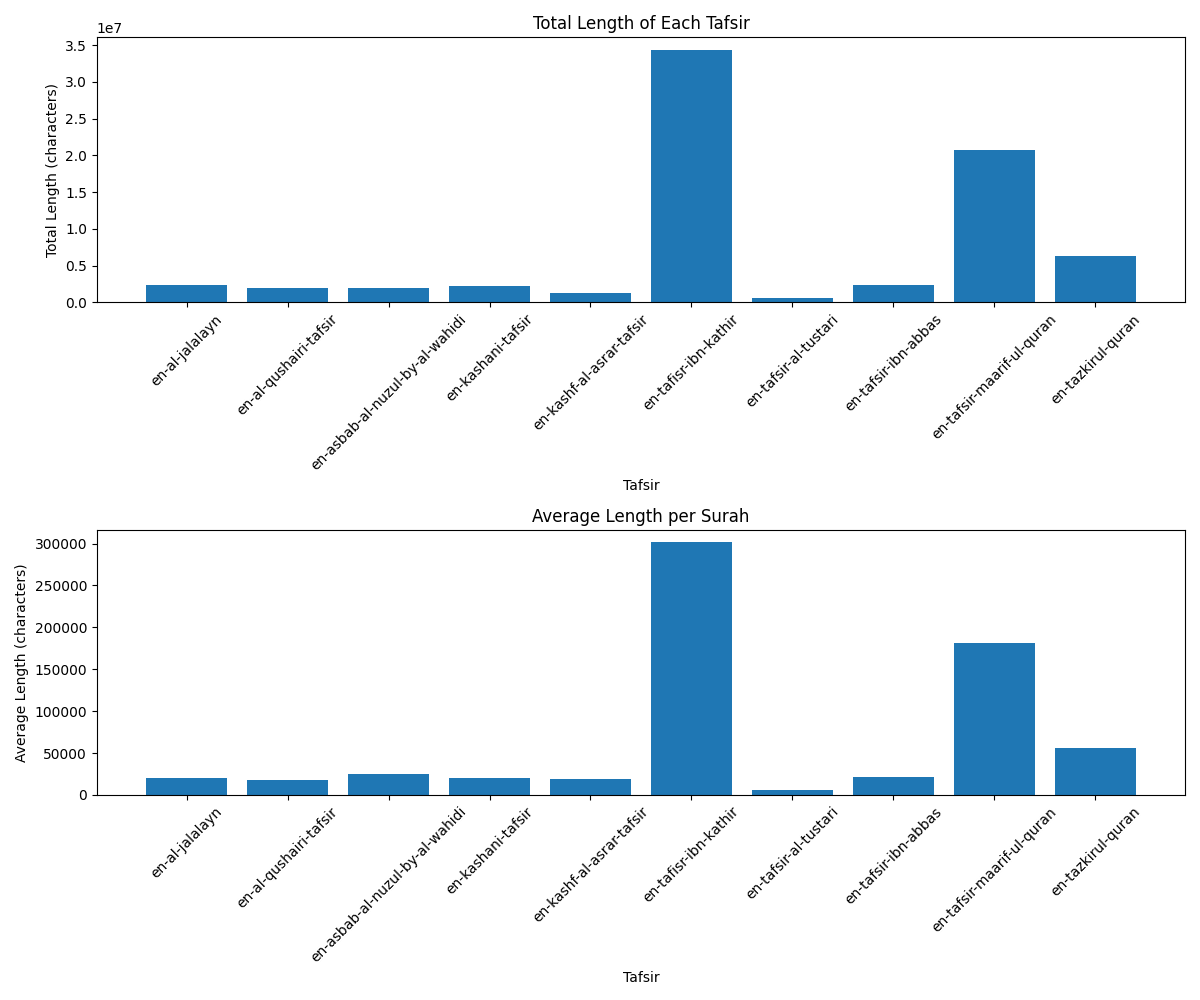 Total Length of Each Tafsir
1e7
3.5
3.0
2.5
2.0
1.5
1.0
0.5
0.0
Total Length (characters)
en-al-jalalayn
en-al-qushairi-tafsir
en-asbab-al-nuzul-by-al-wahidi
en-kashani-tafsir
en-kashf-al-asrar-tafsir
en-tafisr-ibn-kathir
en-tafsir-al-tustari
en-tafsir-ibn-abbas
en-tafsir-maarif-ul-quran
en-tazkirul-quran
Tafsir
Average Length per Surah
300000
250000
200000
150000
100000
50000
0
Average Length (characters)
en-al-jalalayn
en-al-qushairi-tafsir
en-asbab-al-nuzul-by-al-wahidi
en-kashani-tafsir
en-kashf-al-asrar-tafsir
en-tafisr-ibn-kathir
en-tafsir-al-tustari
en-tafsir-ibn-abbas
en-tafsir-maarif-ul-quran
en-tazkirul-quran
Tafsir